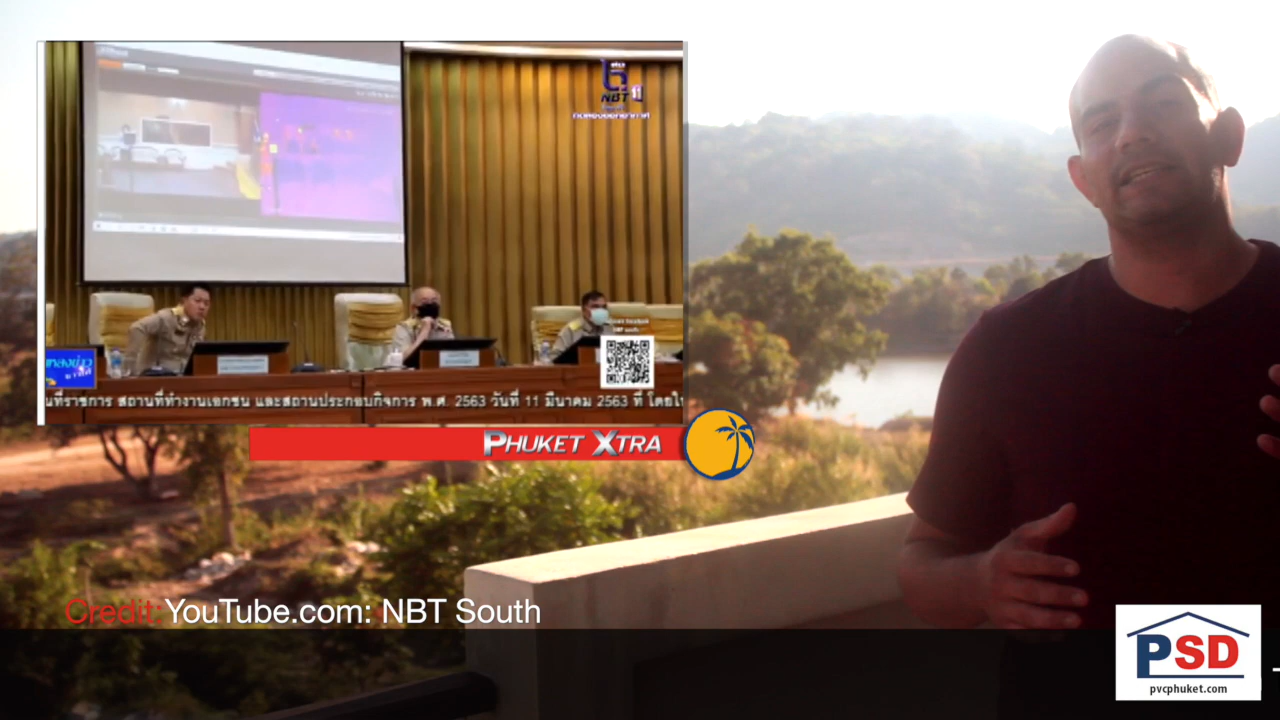 NBT
11
นที่ราชการ สถานที่ทำงานเอกชน และสถานประกอบกิจการ พ.ศ. 2563 วันที่ 11 มีนาคม 2563 ที่ โดยใ
PHUKET XTRA
Credit: YouTube.com: NBT South
PSD
pvcphuket.com